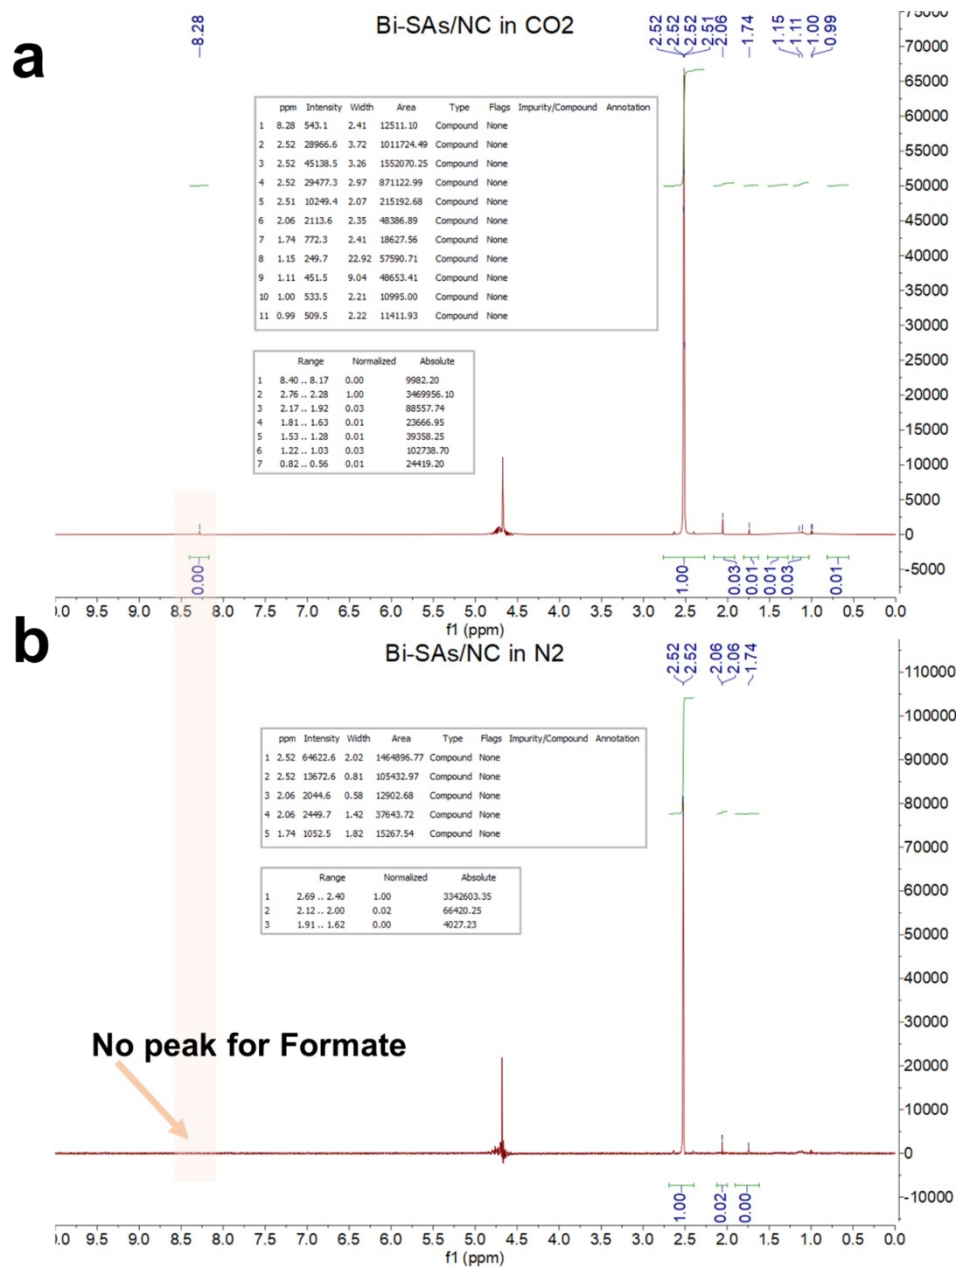 a
Bi-SAs/NC in CO2
8.28
2.52
2.52
2.52
2.51
2.06
1.74
1.15
1.11
1.00
0.99
ppm Intensity Width Area Type Flags Impurity/Compound Annotation
1 8.28 543.1 2.41 12511.10 Compound None
2 2.52 28966.6 3.72 1011724.49 Compound None
3 2.52 45138.5 3.26 1552070.25 Compound None
4 2.52 29477.3 2.97 871122.99 Compound None
5 2.51 10249.4 2.07 215192.68 Compound None
6 2.06 2113.6 2.35 48386.89 Compound None
7 1.74 772.3 2.41 18627.56 Compound None
8 1.15 249.7 22.92 57590.71 Compound None
9 1.11 451.5 9.04 48653.41 Compound None
10 1.00 533.5 2.21 10995.00 Compound None
11 0.99 509.5 2.22 11411.93 Compound None
Range Normalized Absolute
1 8.40 .. 8.17 0.00 9982.20
2 2.76 .. 2.28 1.00 3469956.10
3 2.17 .. 1.92 0.03 88557.74
4 1.81 .. 1.63 0.01 23666.95
5 1.53 .. 1.28 0.01 39358.25
6 1.22 .. 1.03 0.03 102738.70
7 0.82 .. 0.56 0.01 24419.20
75000
70000
65000
60000
55000
50000
45000
40000
35000
30000
25000
20000
15000
10000
5000
0
-5000
0.00
1.00
0.03
0.01
0.01
0.03
0.01
0.0 9.5 9.0 8.5 8.0 7.5 7.0 6.5 6.0 5.5 5.0 4.5 4.0 3.5 3.0 2.5 2.0 1.5 1.0 0.5 0.0
f1 (ppm)
b
Bi-SAs/NC in N2
2.52
2.52
2.06
2.06
1.74
ppm Intensity Width Area Type Flags Impurity/Compound Annotation
1 2.52 64622.6 2.02 1464896.77 Compound None
2 2.52 13672.6 0.81 105432.97 Compound None
3 2.06 2044.6 0.58 12902.68 Compound None
4 2.06 2449.7 1.42 37643.72 Compound None
5 1.74 1052.5 1.82 15267.54 Compound None
Range Normalized Absolute
1 2.69 .. 2.40 1.00 3342603.35
2 2.12 .. 2.00 0.02 66420.25
3 1.91 .. 1.62 0.00 4027.23
No peak for Formate
110000
100000
90000
80000
70000
60000
50000
40000
30000
20000
10000
0
-10000
1.00
0.02
0.00
0.0 9.5 9.0 8.5 8.0 7.5 7.0 6.5 6.0 5.5 5.0 4.5 4.0 3.5 3.0 2.5 2.0 1.5 1.0 0.5 0.0
f1 (ppm)